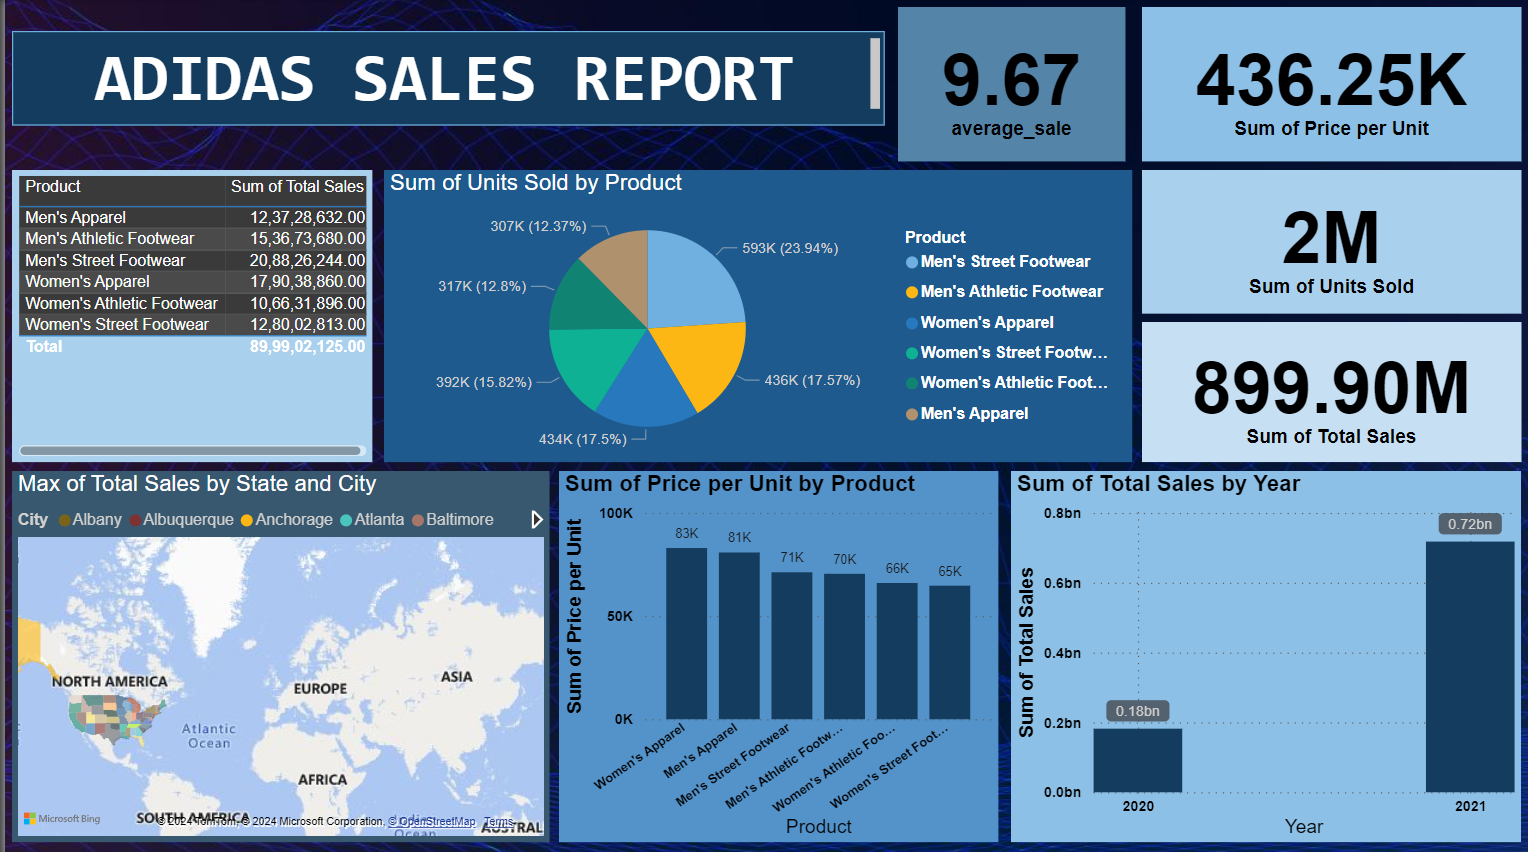 ADIDAS SALES REPORT
9.67
average_sale
436.25K
Sum of Price per Unit
Product Sum of Total Sales
Men's Apparel 12,37,28,632.00
Men's Athletic Footwear 15,36,73,680.00
Men's Street Footwear 20,88,26,244.00
Women's Apparel 17,90,38,860.00
Women's Athletic Footwear 10,66,31,896.00
Women's Street Footwear 12,80,02,813.00
Total 89,99,02,125.00
Sum of Units Sold by Product
307K (12.37%)
593K (23.94%)
317K (12.8%)
392K (15.82%)
436K (17.57%)
434K (17.5%)
Product
Men's Street Footwear
Men's Athletic Footwear
Women's Apparel
Women's Street Footw...
Women's Athletic Foot...
Men's Apparel
2M
Sum of Units Sold
899.90M
Sum of Total Sales
Max of Total Sales by State and City
City Albany Albuquerque Anchorage Atlanta Baltimore
NORTH AMERICA
EUROPE
ASIA
Atlantic
Ocean
AFRICA
SOUTH AMERICA
Microsoft Bing
© 2024 TomTom, © 2024 Microsoft Corporation, © OpenStreetMap Terms
Ocean
AUSTRAL
Sum of Price per Unit by Product
Sum of Price per Unit
100K
50K
0K
83K
81K
71K
70K
66K
65K
Women's Apparel
Men's Apparel
Men's Street Footwear
Men's Athletic Footw...
Women's Athletic Foo...
Women's Street Foot...
Product
Sum of Total Sales by Year
Sum of Total Sales
0.8bn
0.6bn
0.4bn
0.2bn
0.0bn
0.18bn
0.72bn
2020
2021
Year